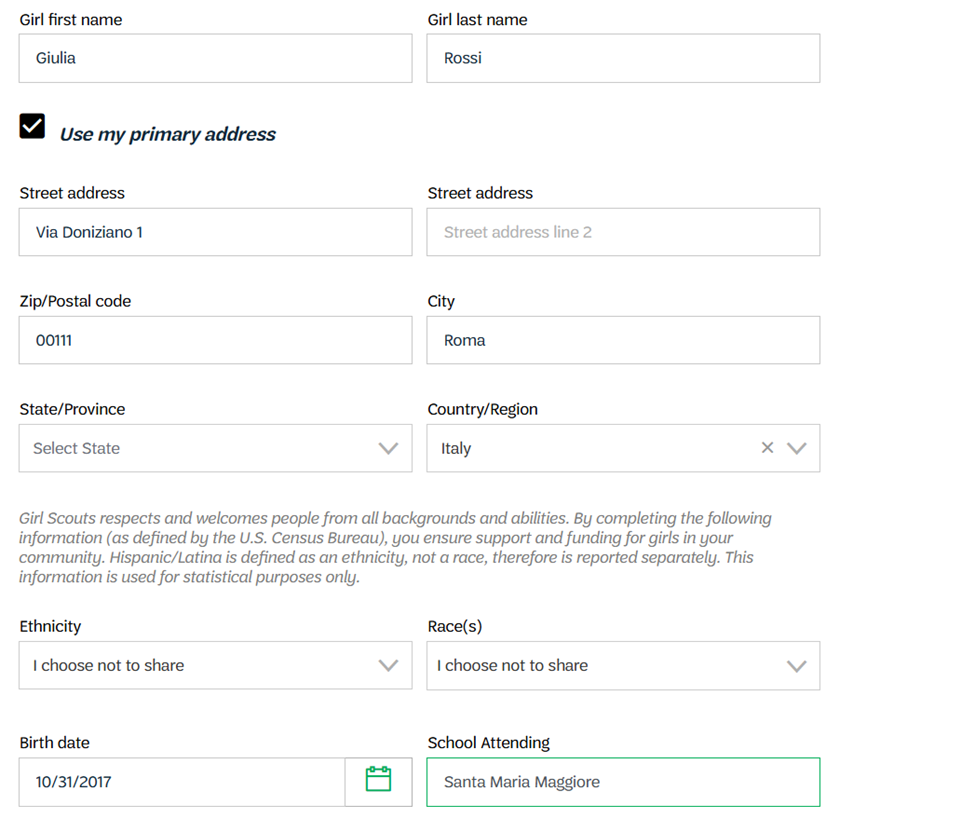 Girl first name
Girl last name
Giulia
Rossi
Use my primary address
Street address
Street address
Via Doniziano 1
Street address line 2
Zip/Postal code
City
00111
Roma
State/Province
Country/Region
Select State
Italy
Girl Scouts respects and welcomes people from all backgrounds and abilities. By completing the following
information (as defined by the U.S. Census Bureau), you ensure support and funding for girls in your
community. Hispanic/Latina is defined as an ethnicity, not a race, therefore is reported separately. This
information is used for statistical purposes only.
Ethnicity
Race(s)
I choose not to share
I choose not to share
Birth date
School Attending
10/31/2017
Santa Maria Maggiore